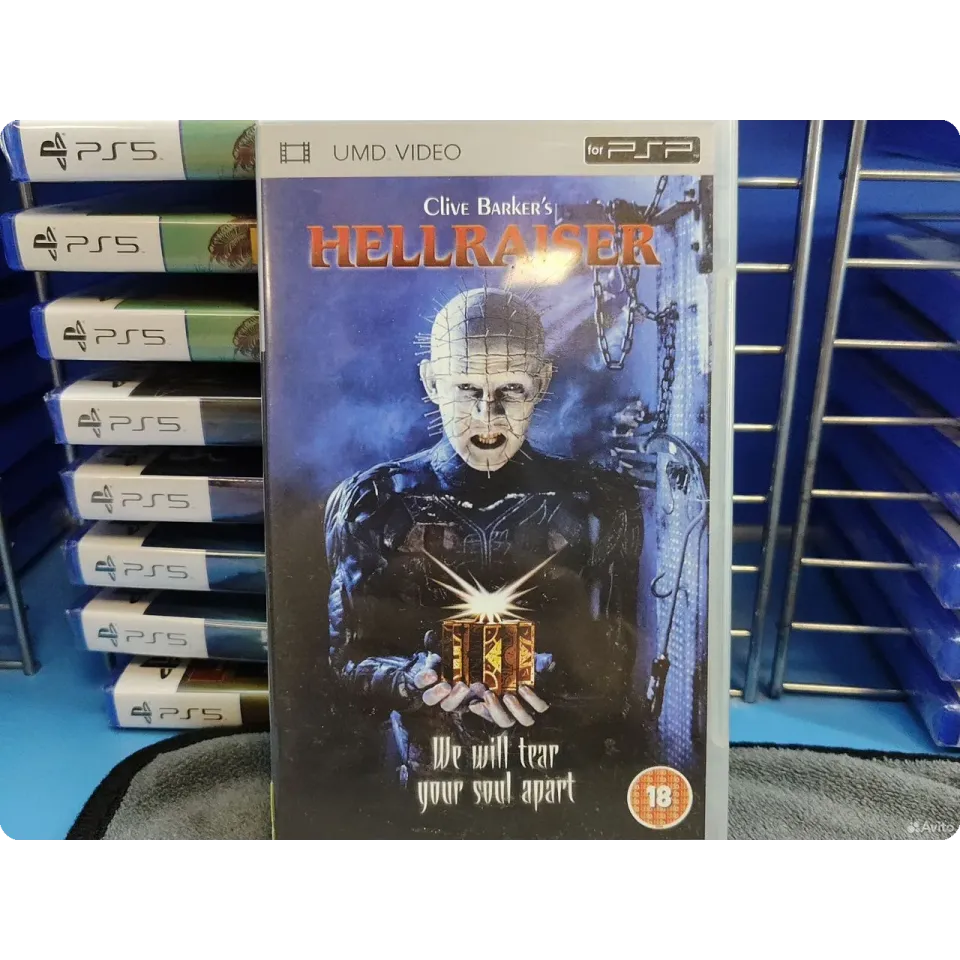 UMD VIDEO
for PSP
CLIVE BARKER'S
HELLRAISER
We will tear
your soul apart
18
PS5
PS5
PS5
PS5
PS5
PS5
PS5
PS5
Avito